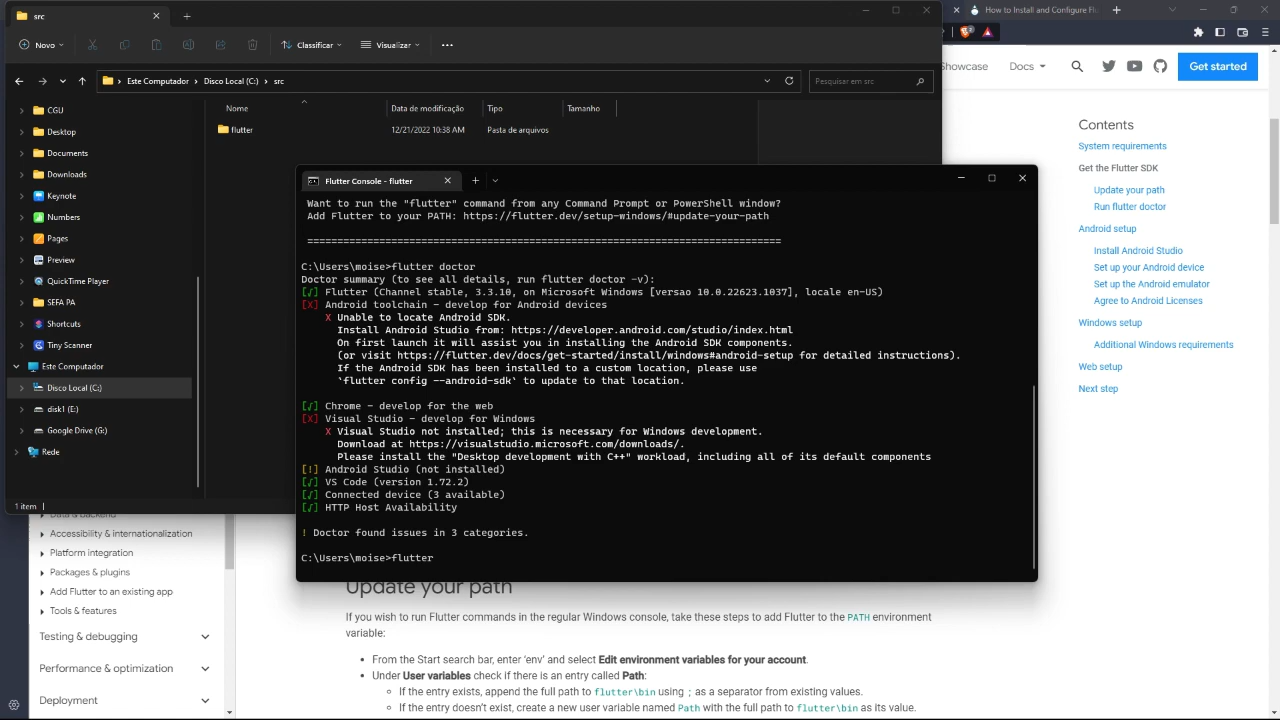 src
How to Install and Configure Fl
Novo
Classificar
Visualizar
Este Computador
Disco Local (C:)
src
Pesquisar em src
Showcase
Docs
Get started
CGU
Desktop
Documents
Downloads
Keynote
Numbers
Pages
Preview
QuickTime Player
SEFA PA
Shortcuts
Tiny Scanner
Este Computador
Disco Local (C:)
disk1 (E:)
Google Drive (G:)
Rede
1 item
Nome
Data de modificação
Tipo
Tamanho
flutter
12/21/2022 10:38 AM
Pasta de arquivos
Flutter Console - flutter
Want to run the "flutter" command from any Command Prompt or PowerShell window?
Add Flutter to your PATH: https://flutter.dev/setup-windows/#update-your-path
===============================================================================
C:\Users\moise>flutter doctor
Doctor summary (to see all details, run flutter doctor -v):
[√] Flutter (Channel stable, 3.3.10, on Microsoft Windows [versao 10.0.22623.1037], locale en-US)
[X] Android toolchain - develop for Android devices
X Unable to locate Android SDK.
Install Android Studio from: https://developer.android.com/studio/index.html
On first launch it will assist you in installing the Android SDK components.
(or visit https://flutter.dev/docs/get-started/install/windows#android-setup for detailed instructions).
If the Android SDK has been installed to a custom location, please use
`flutter config --android-sdk` to update to that location.
[√] Chrome - develop for the web
[X] Visual Studio - develop for Windows
X Visual Studio not installed; this is necessary for Windows development.
Download at https://visualstudio.microsoft.com/downloads/.
Please install the "Desktop development with C++" workload, including all of its default components
[!] Android Studio (not installed)
[√] VS Code (version 1.72.2)
[√] Connected device (3 available)
[√] HTTP Host Availability
! Doctor found issues in 3 categories.
C:\Users\moise>flutter
Contents
System requirements
Get the Flutter SDK
Update your path
Run flutter doctor
Android setup
Install Android Studio
Set up your Android device
Set up the Android emulator
Agree to Android Licenses
Windows setup
Additional Windows requirements
Web setup
Next step
Data & backend
Accessibility & internationalization
Platform integration
Packages & plugins
Add Flutter to an existing app
Tools & features
Testing & debugging
Performance & optimization
Deployment
Update your path
If you wish to run Flutter commands in the regular Windows console, take these steps to add Flutter to the PATH environment
variable:
• From the Start search bar, enter ‘env’ and select Edit environment variables for your account.
• Under User variables check if there is an entry called Path:
◦ If the entry exists, append the full path to flutter\bin using ; as a separator from existing values.
◦ If the entry doesn’t exist, create a new user variable named Path with the full path to flutter\bin as its value.